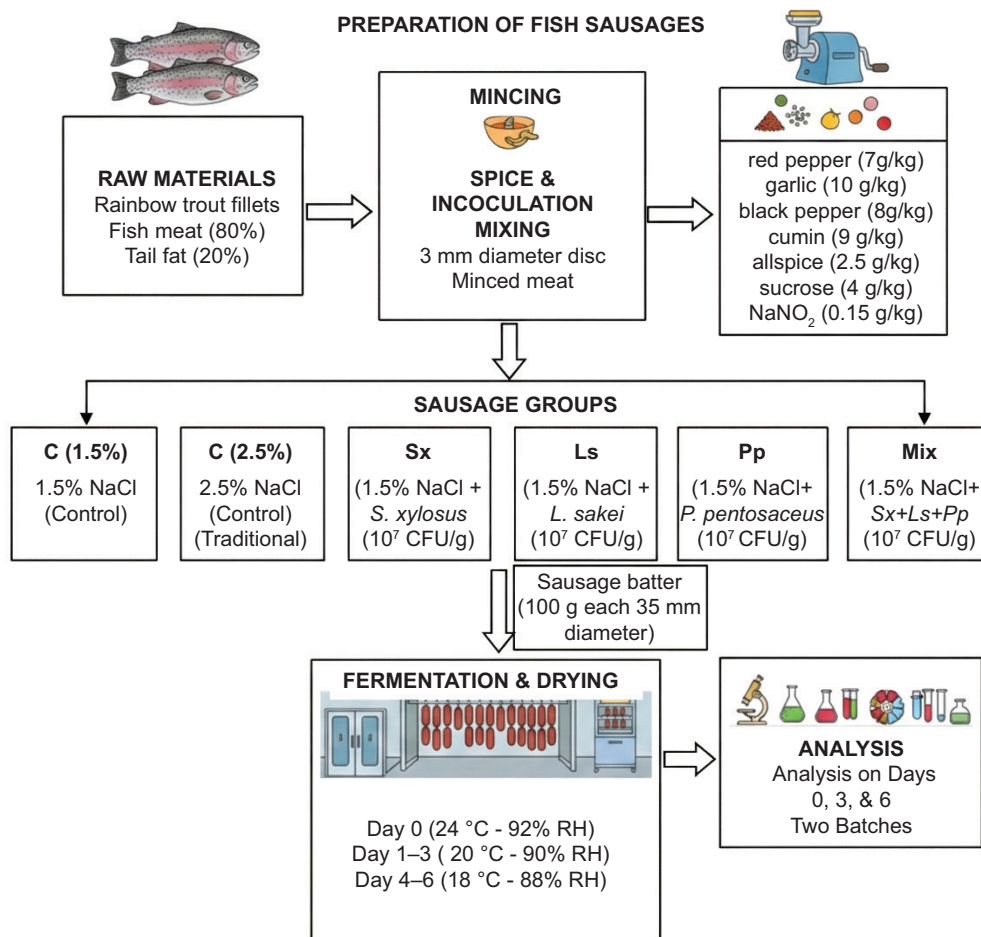 PREPARATION OF FISH SAUSAGES
RAW MATERIALS
Rainbow trout fillets
Fish meat (80%)
Tail fat (20%)
MINCING
SPICE &
INCOCULATION
MIXING
3 mm diameter disc
Minced meat
red pepper (7g/kg)
garlic (10 g/kg)
black pepper (8g/kg)
cumin (9 g/kg)
allspice (2.5 g/kg)
sucrose (4 g/kg)
NaNO₂ (0.15 g/kg)
SAUSAGE GROUPS
C (1.5%)
1.5% NaCl
(Control)
C (2.5%)
2.5% NaCl
(Control)
(Traditional)
Sx
(1.5% NaCl +
S. xylosus
(10⁷ CFU/g)
Ls
(1.5% NaCl +
L. sakei
(10⁷ CFU/g)
Pp
(1.5% NaCl+
P. pentosaceus
(10⁷ CFU/g)
Mix
(1.5% NaCl+
Sx+Ls+Pp)
(10⁷ CFU/g)
Sausage batter
(100 g each 35 mm
diameter)
FERMENTATION & DRYING
Day 0 (24 °C - 92% RH)
Day 1–3 ( 20 °C - 90% RH)
Day 4–6 (18 °C - 88% RH)
ANALYSIS
Analysis on Days
0, 3, & 6
Two Batches